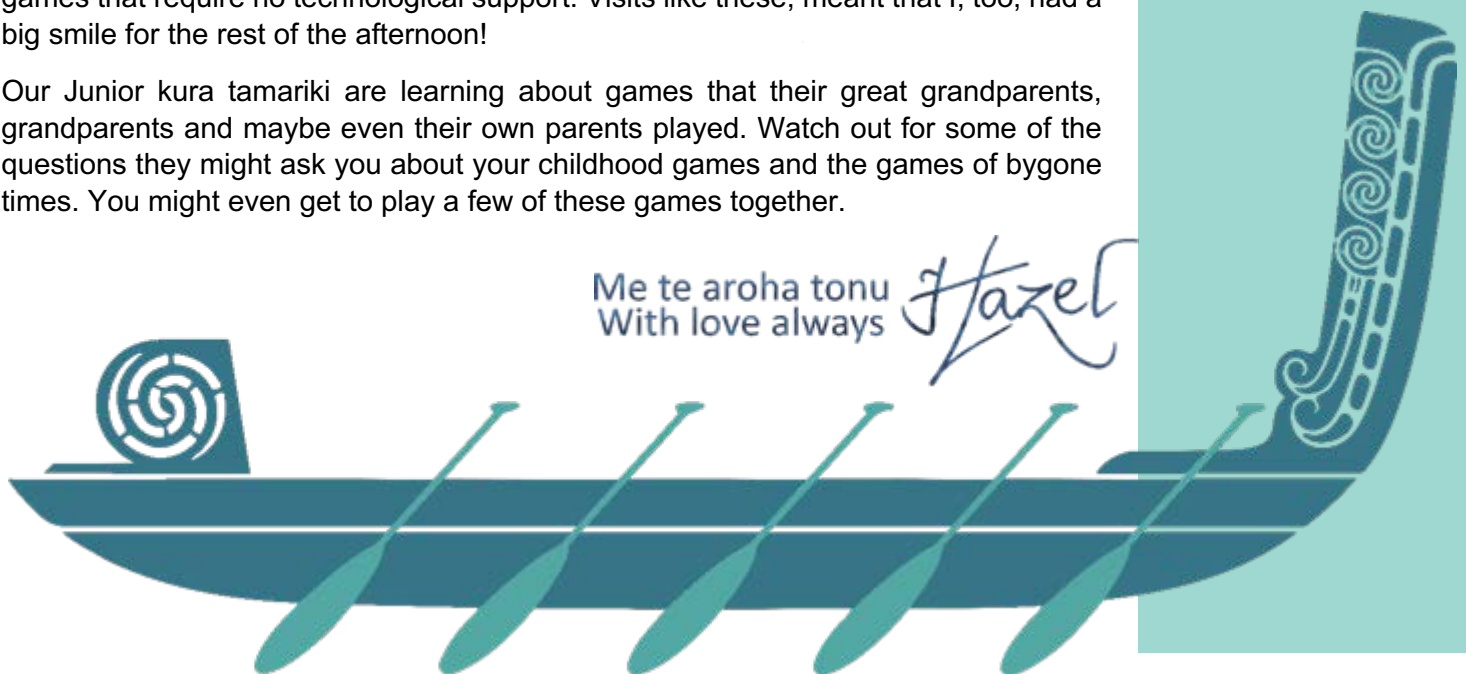 games that require no technological support. Visits like these, meant that I, too, had a
big smile for the rest of the afternoon!
Our Junior kura tamariki are learning about games that their great grandparents,
grandparents and maybe even their own parents played. Watch out for some of the
questions they might ask you about your childhood games and the games of bygone
times. You might even get to play a few of these games together.
Me te aroha tonu
With love always
Hazel